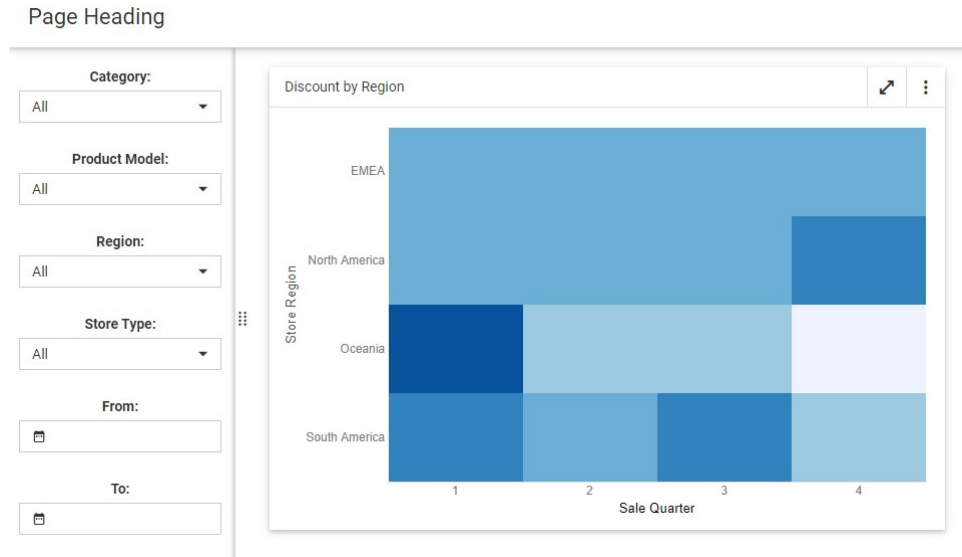 Page Heading
Category:
All
Product Model:
All
Region:
All
Store Type:
All
From:
To:
Discount by Region
Store Region
EMEA
North America
Oceania
South America
1 2 3 4
Sale Quarter